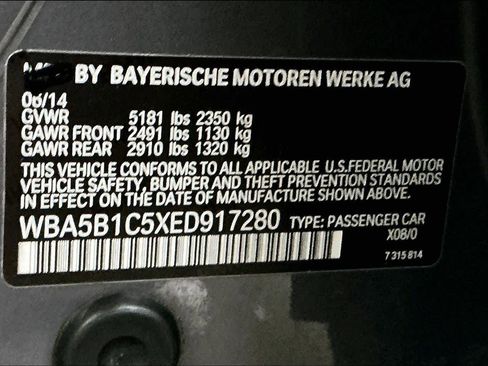 BY BAYERISCHE MOTOREN WERKE AG
06/14
GVWR 5181 lbs 2350 kg
GAWR FRONT 2491 lbs 1130 kg
GAWR REAR 2910 lbs 1320 kg
THIS VEHICLE CONFORMS TO ALL APPLICABLE U.S.FEDERAL MOTOR
VEHICLE SAFETY, BUMPER AND THEFT PREVENTION STANDARDS
IN EFFECT ON THE DATE OF MANUFACTURE SHOWN ABOVE.
WBA5B1C5XED917280 TYPE: PASSENGER CAR
X08/0
7 315 814